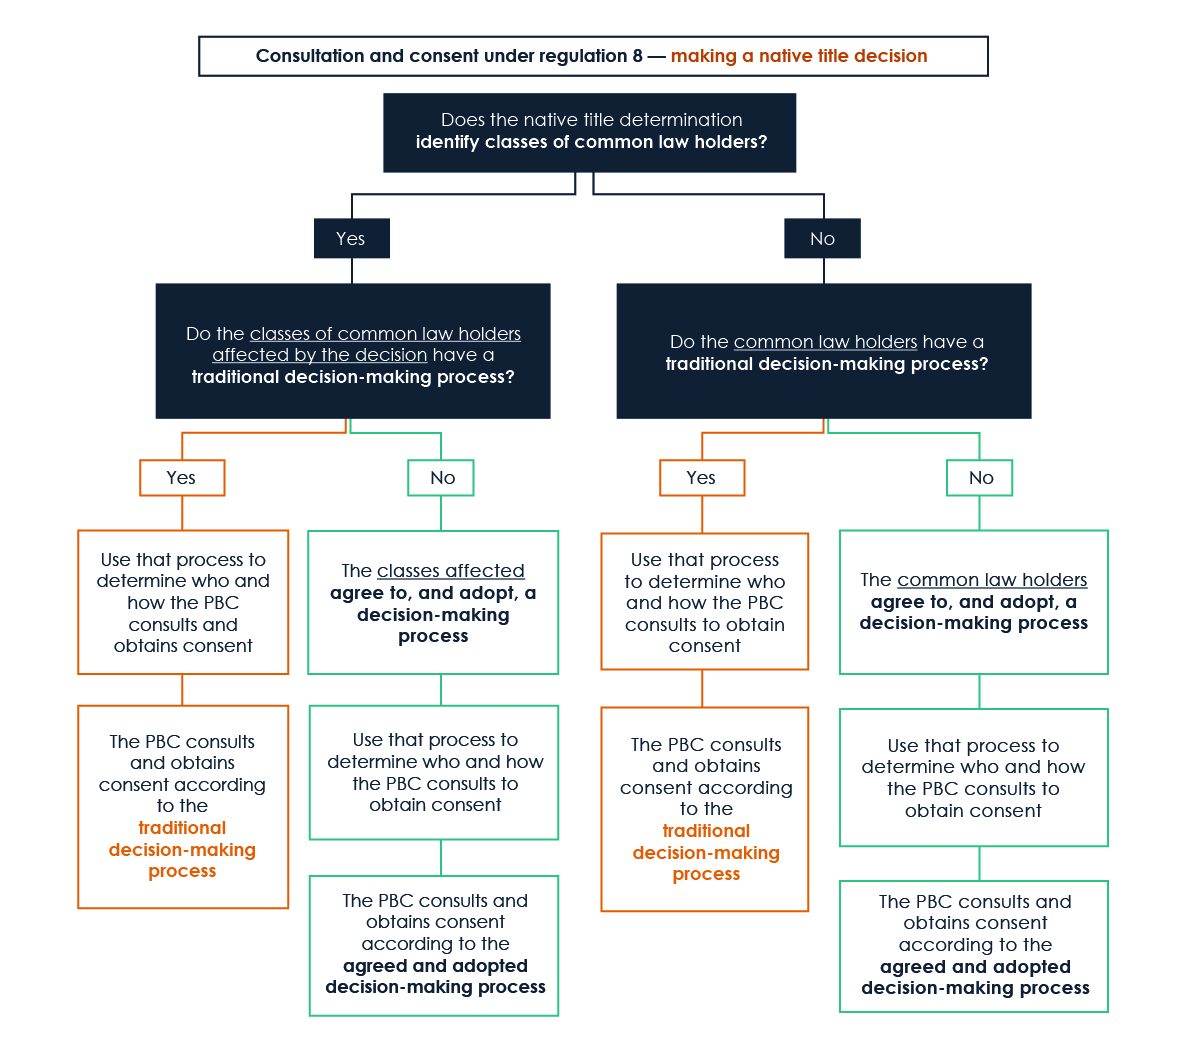 Consultation and consent under regulation 8 — making a native title decision
Does the native title determination
identify classes of common law holders?
Yes
No
Do the classes of common law holders
affected by the decision have a
traditional decision-making process?
Do the common law holders have a
traditional decision-making process?
Yes
No
Yes
No
Use that process to
determine who and
how the PBC
consults and
obtains consent
The classes affected
agree to, and adopt, a
decision-making
process
Use that process
to determine who
and how the PBC
consults to obtain
consent
The common law holders
agree to, and adopt, a
decision-making process
The PBC consults
and obtains
consent according
to the
traditional
decision-making
process
Use that process to
determine who and how
the PBC consults to
obtain consent
The PBC consults
and obtains
consent according
to the
traditional
decision-making
process
Use that process to
determine who and how
the PBC consults to
obtain consent
The PBC consults and
obtains consent
according to the
agreed and adopted
decision-making process
The PBC consults and
obtains consent
according to the
agreed and adopted
decision-making process